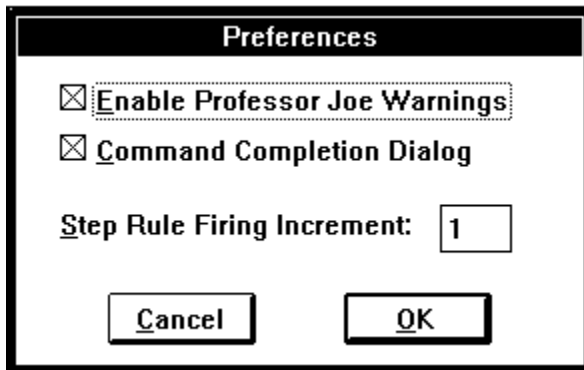 Preferences
Enable Professor Joe Warnings
Command Completion Dialog
Step Rule Firing Increment: 1
Cancel OK